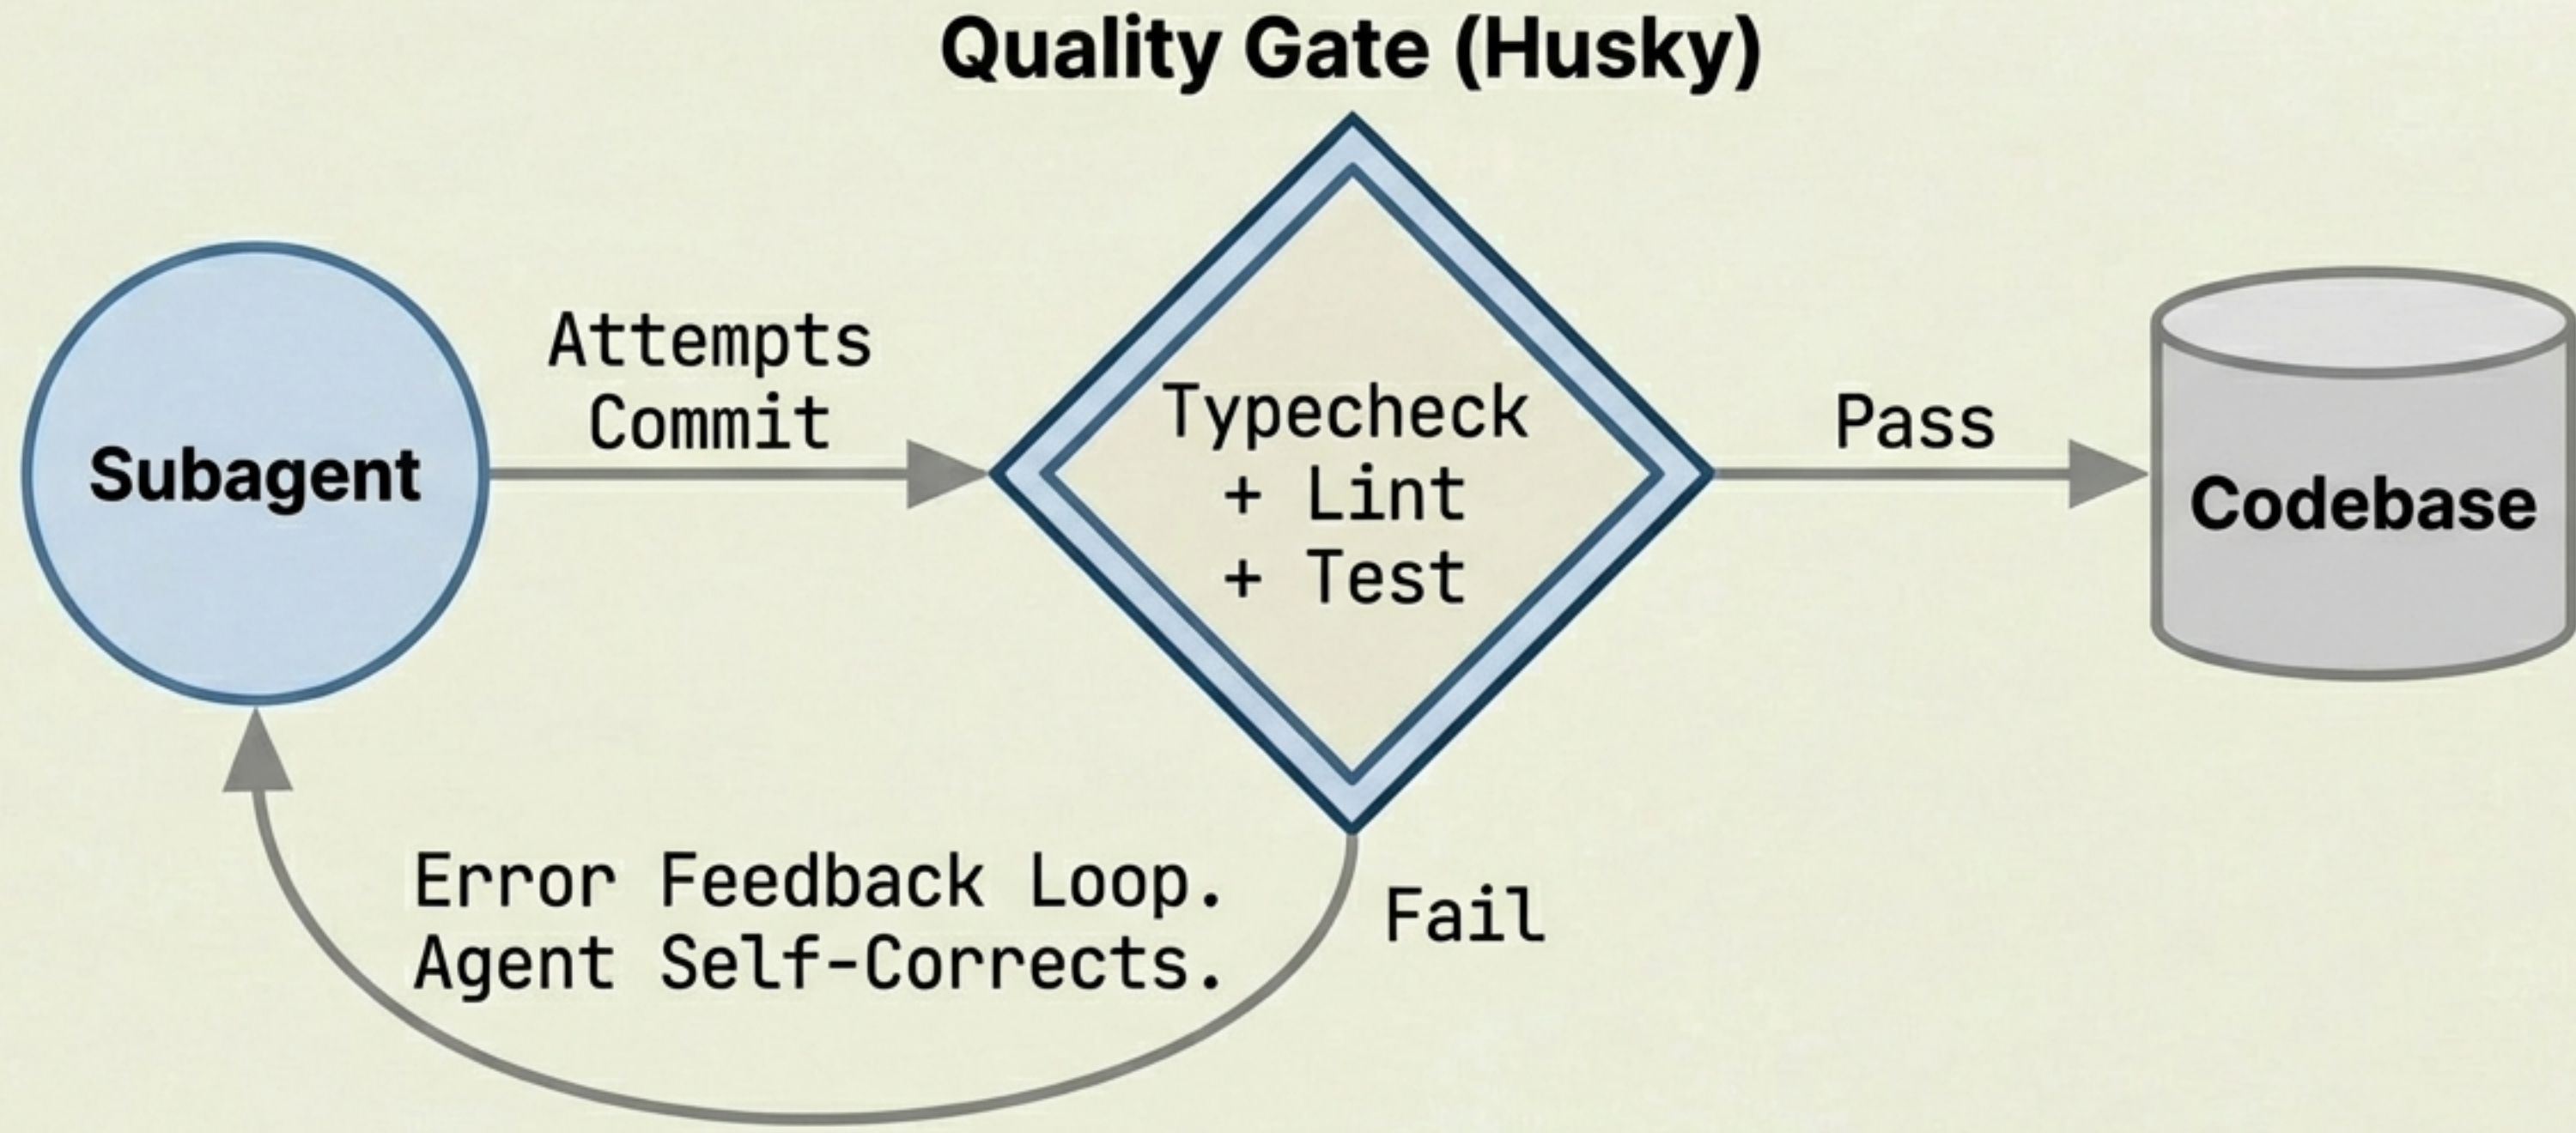 Quality Gate (Husky)
Subagent
Attempts
Commit
Typecheck
+ Lint
+ Test
Pass
Codebase
Error Feedback Loop.
Agent Self-Corrects.
Fail